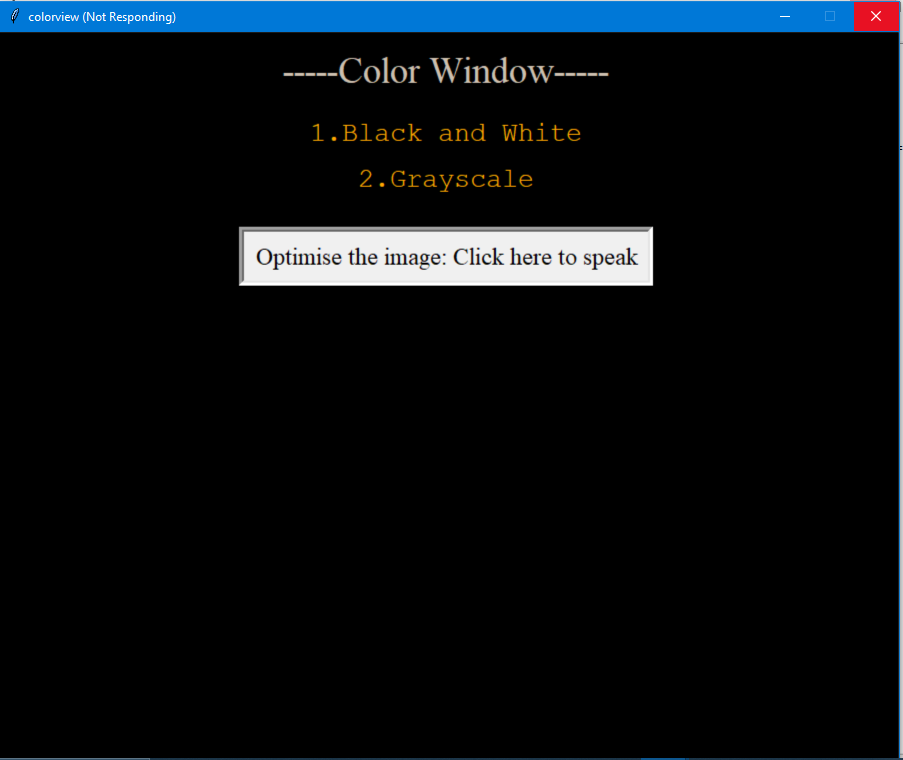 colorview (Not Responding)
-----Color Window-----
1.Black and White
2.Grayscale
Optimise the image: Click here to speak